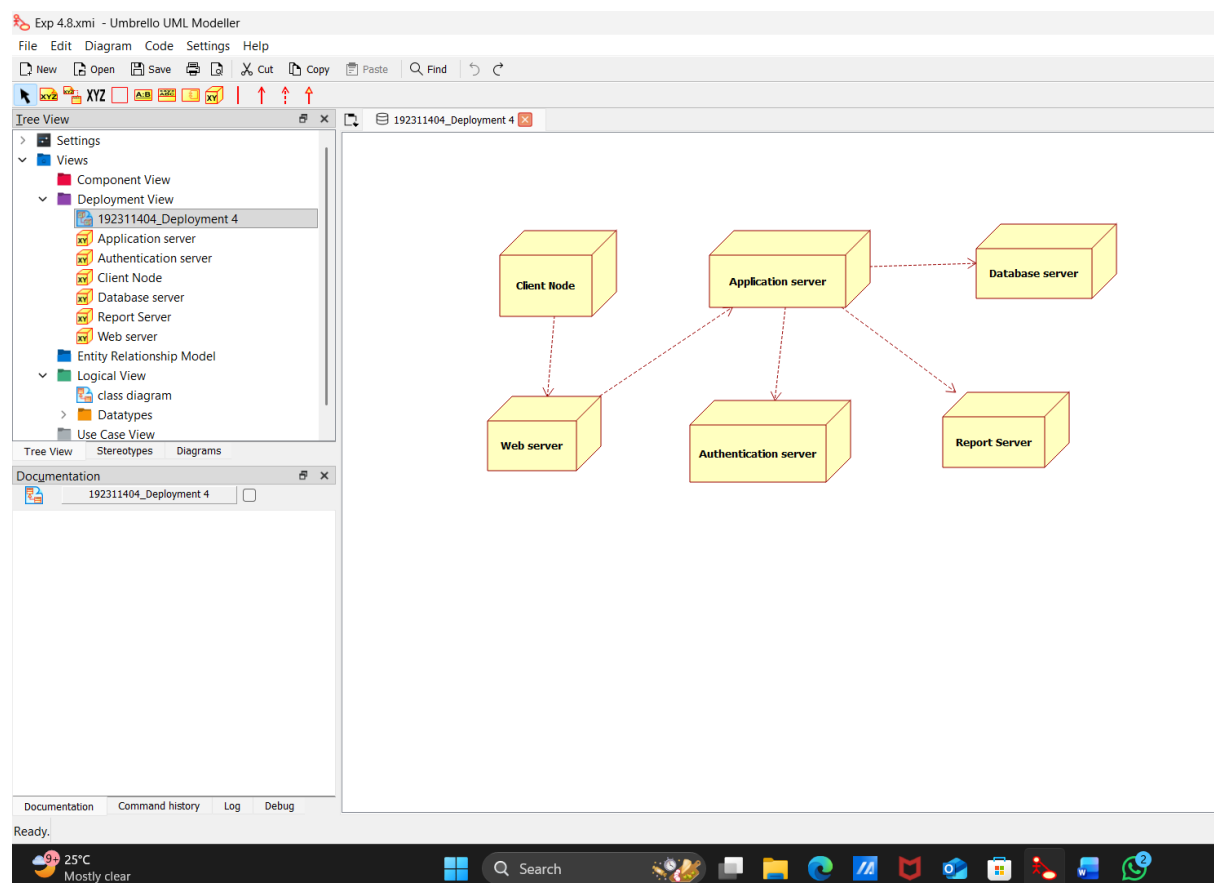 Exp 4.8.xmi - Umbrello UML Modeller
File Edit Diagram Code Settings Help
New Open Save Cut Copy Paste Find
XYZ A:B XY
Tree View
192311404_Deployment 4
Settings
Views
Component View
Deployment View
192311404_Deployment 4
Application server
Authentication server
Client Node
Database server
Report Server
Web server
Entity Relationship Model
Logical View
class diagram
Datatypes
Use Case View
Tree View Stereotypes Diagrams
Documentation
192311404_Deployment 4
Client Node
Application server
Database server
Web server
Authentication server
Report Server
Documentation Command history Log Debug
Ready.
9+ 25°C
Mostly clear
Search
2